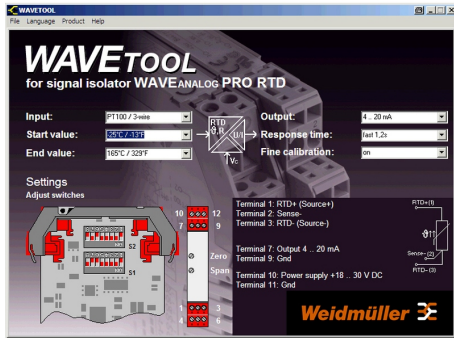 WAVETOOL
File Language Product Help
WAVETOOL
for signal isolator WAVEANALOG PRO RTD
Input: PT100 / 3-wire
Output: 4 .. 20 mA
Start value: -25°C / -13°F
Response time: fast 1,2s
End value: 165°C / 329°F
Fine calibration: on
RTD
ϑ,R
U/I
Vc
Settings
Adjust switches
S2
S1
10 12
7 9
Zero
Span
1 3
4 6
Terminal 1: RTD+ (Source+)
Terminal 2: Sense-
Terminal 3: RTD- (Source-)
Terminal 7: Output 4 .. 20 mA
Terminal 9: Gnd
Terminal 10: Power supply +18 .. 30 V DC
Terminal 11: Gnd
RTD+(1)
ϑ↑↑
Sense- (2)
RTD- (3)
Weidmüller